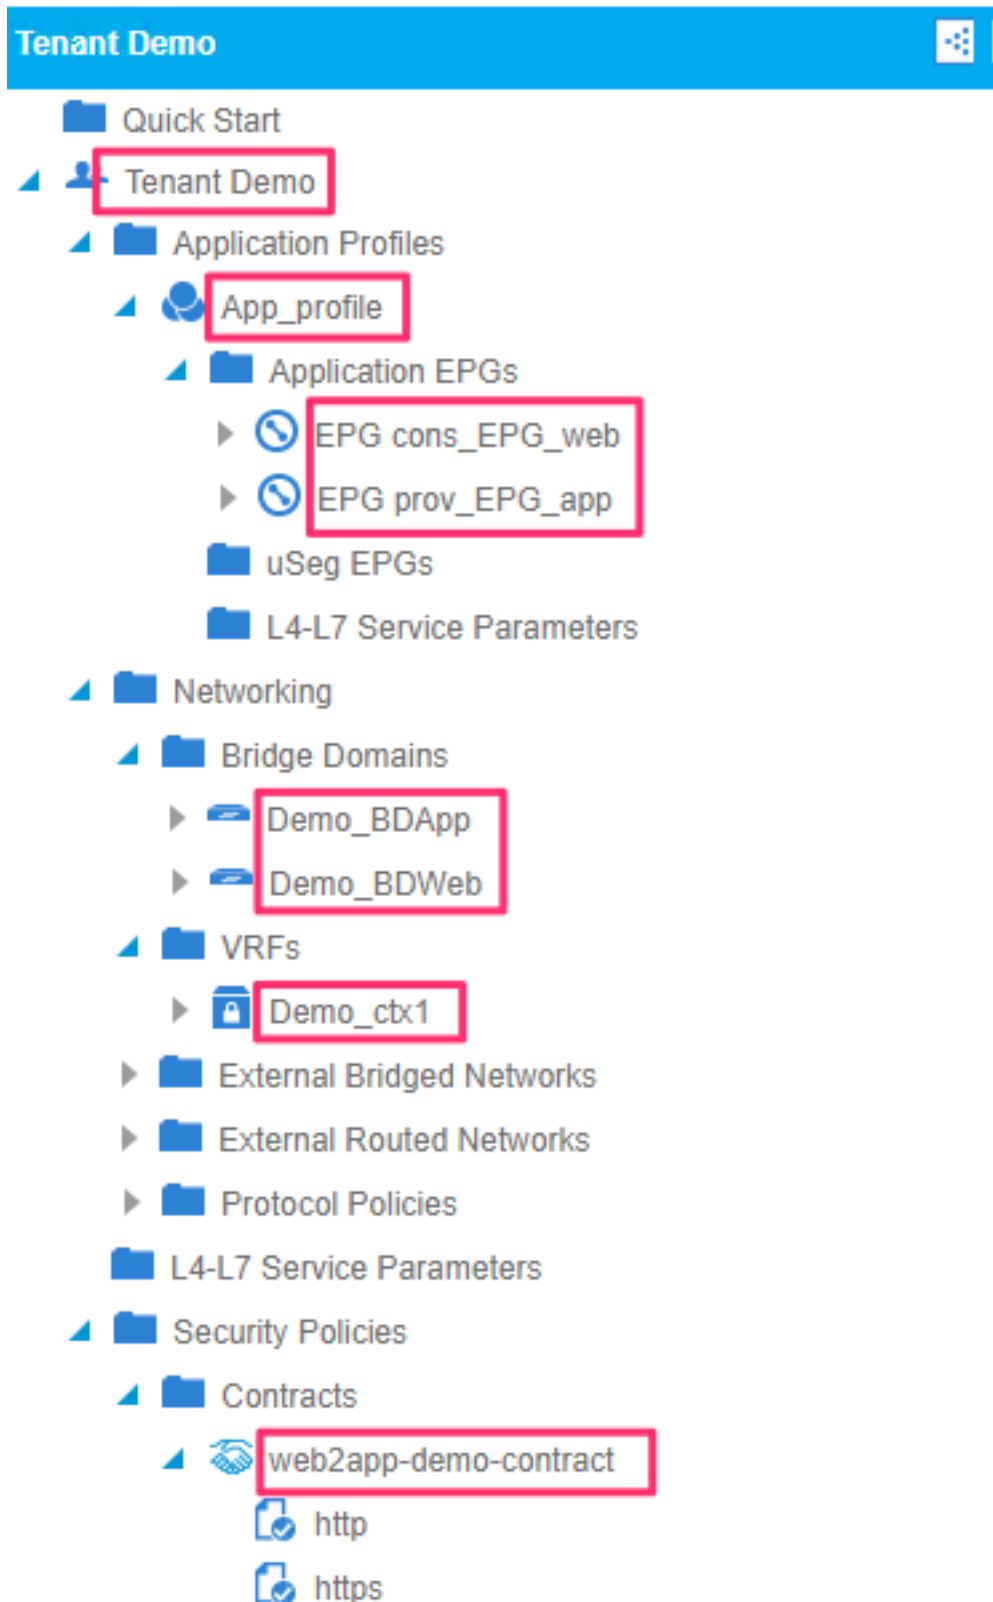 Tenant Demo
Quick Start
Tenant Demo
Application Profiles
App_profile
Application EPGs
EPG cons_EPG_web
EPG prov_EPG_app
uSeg EPGs
L4-L7 Service Parameters
Networking
Bridge Domains
Demo_BDApp
Demo_BDWeb
VRFs
Demo_ctx1
External Bridged Networks
External Routed Networks
Protocol Policies
L4-L7 Service Parameters
Security Policies
Contracts
web2app-demo-contract
http
https